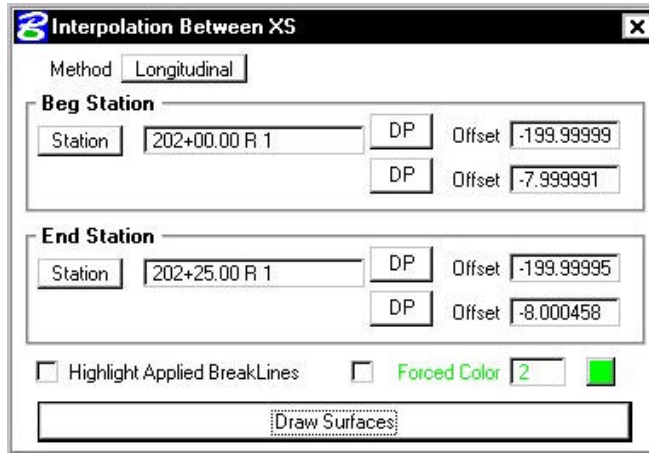 Interpolation Between XS
Method Longitudinal
Beg Station
Station 202+00.00 R 1 DP Offset -199.99999
DP Offset -7.999991
End Station
Station 202+25.00 R 1 DP Offset -199.99995
DP Offset -8.000458
Highlight Applied BreakLines Forced Color 2
Draw Surfaces